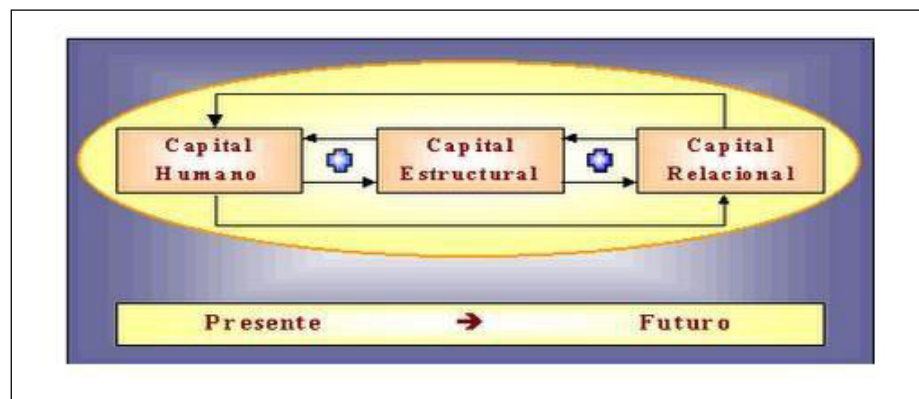 Capital
Humano
Capital
Estructural
Capital
Relacional
Presente ➔ Futuro